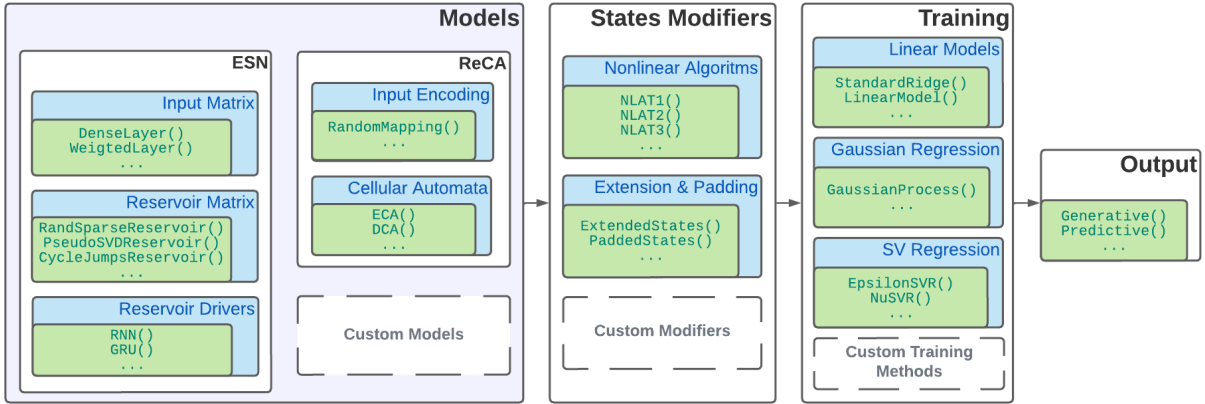 Models
ESN
Input Matrix
DenseLayer()
WeigtedLayer()
...
Reservoir Matrix
RandSparseReservoir()
PseudoSVDReservoir()
CycleJumpsReservoir()
...
Reservoir Drivers
RNN()
GRU()
...
ReCA
Input Encoding
RandomMapping()
...
Cellular Automata
ECA()
DCA()
...
Custom Models
States Modifiers
Nonlinear Algoritms
NLAT1()
NLAT2()
NLAT3()
...
Extension & Padding
ExtendedStates()
PaddedStates()
...
Custom Modifiers
Training
Linear Models
StandardRidge()
LinearModel()
...
Gaussian Regression
GaussianProcess()
...
SV Regression
EpsilonSVR()
NuSVR()
...
Custom Training
Methods
Output
Generative()
Predictive()
...